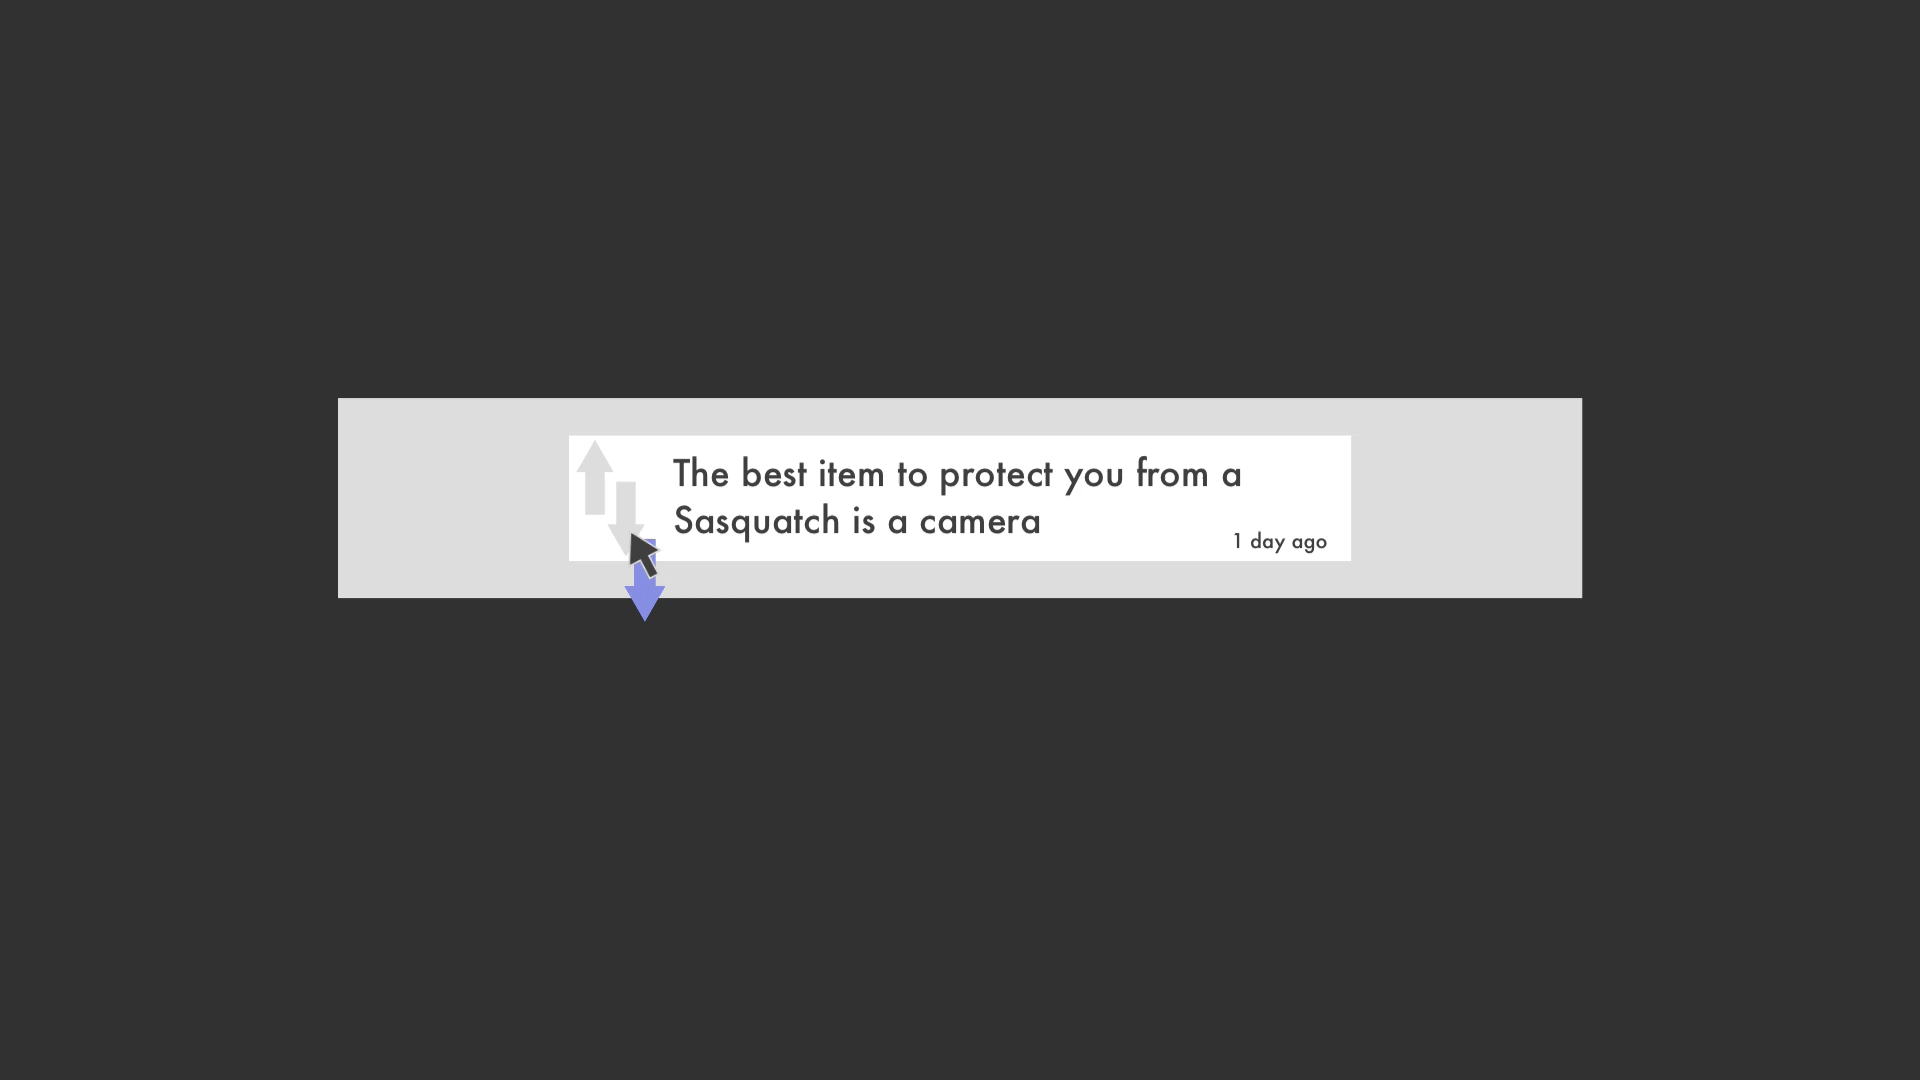 The best item to protect you from a
Sasquatch is a camera
1 day ago